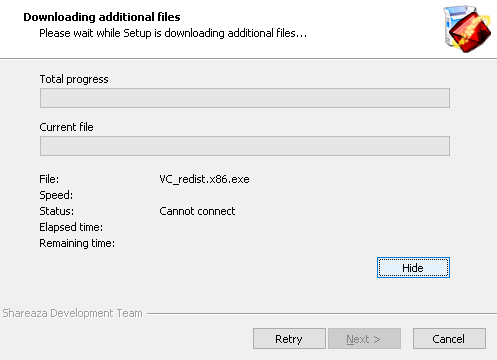 Downloading additional files
Please wait while Setup is downloading additional files...
Total progress
Current file
File: VC_redist.x86.exe
Speed:
Status: Cannot connect
Elapsed time:
Remaining time:
Hide
Shareaza Development Team
Retry Next > Cancel